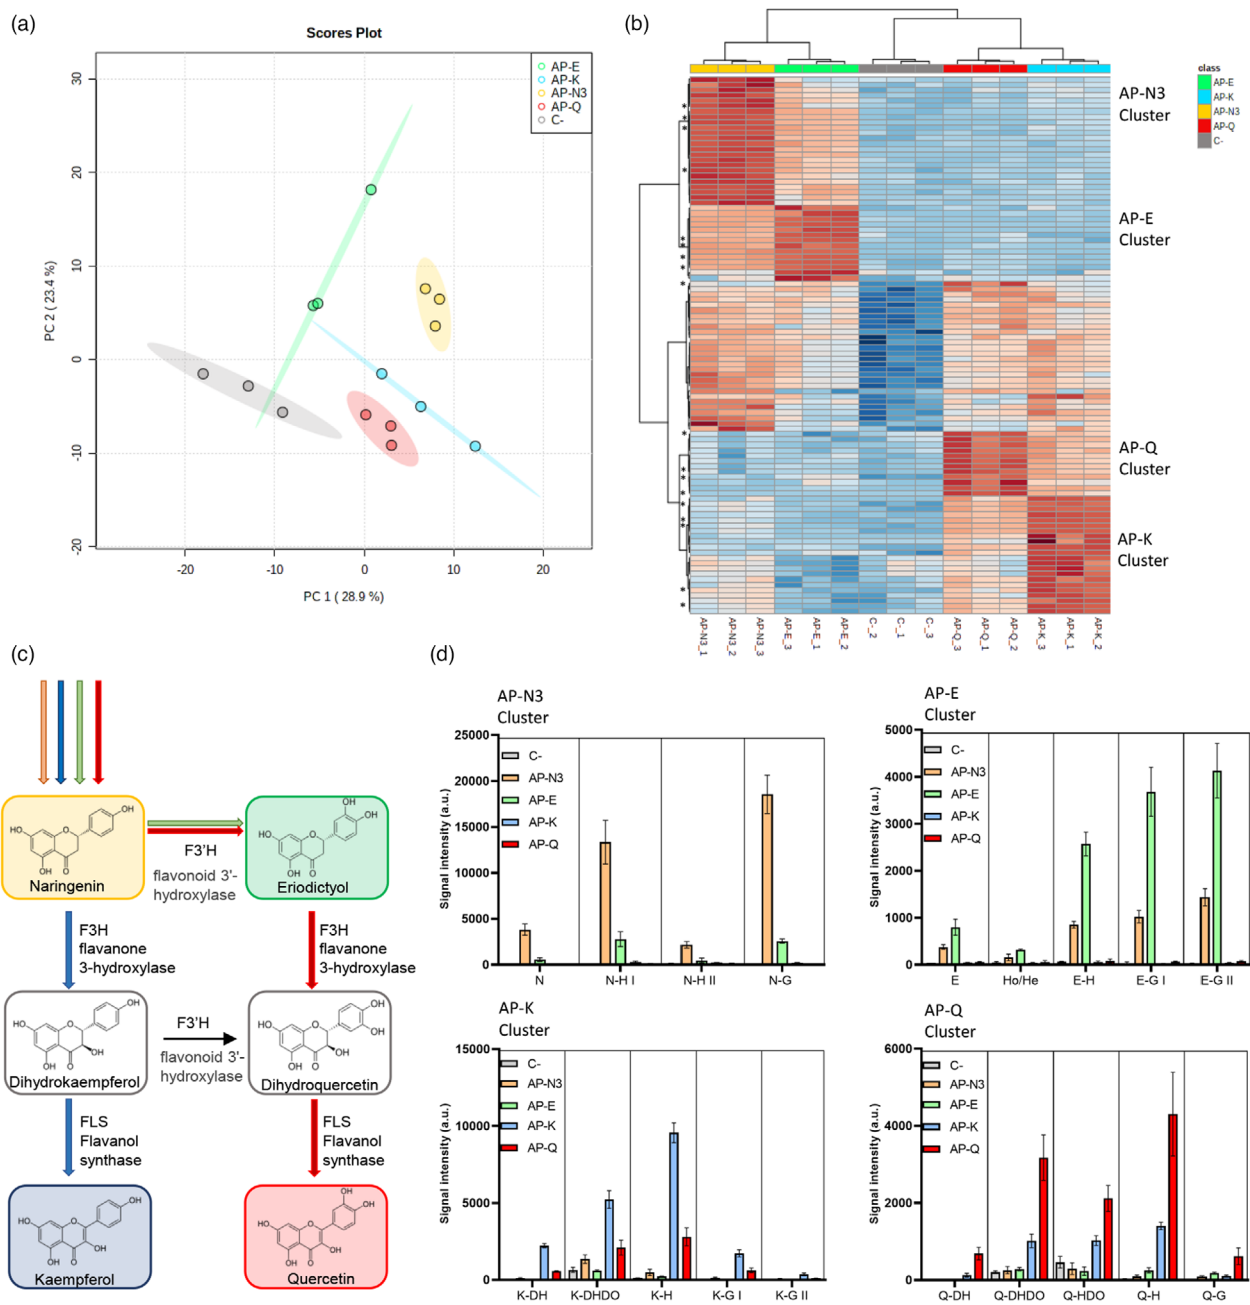 (a)
Scores Plot
AP-E
AP-K
AP-N3
AP-Q
C-
PC 2 ( 23.4 %)
30
20
10
0
-10
-20
-20
-10
0
10
20
PC 1 ( 28.9 %)
(b)
AP-N3
Cluster
AP-E
Cluster
AP-Q
Cluster
AP-K
Cluster
class
AP-E
AP-K
AP-N3
AP-Q
C-
AP-N3_1
AP-N3_2
AP-N3_3
AP-E_3
AP-E_1
AP-E_2
C-_2
C-_1
C-_3
AP-Q_3
AP-Q_1
AP-Q_2
AP-K_3
AP-K_1
AP-K_2
(c)
Naringenin
F3'H
flavonoid 3'-
hydroxylase
Eriodictyol
F3H
flavanone
3-hydroxylase
F3H
flavanone
3-hydroxylase
Dihydrokaempferol
F3'H
flavonoid 3'-
hydroxylase
Dihydroquercetin
FLS
Flavanol
synthase
FLS
Flavanol
synthase
Kaempferol
Quercetin
(d)
AP-N3
Cluster
Signal intensity (a.u.)
25000
20000
15000
10000
5000
0
C-
AP-N3
AP-E
AP-K
AP-Q
N N-H I N-H II N-G
AP-E
Cluster
Signal intensity (a.u.)
5000
4000
3000
2000
1000
0
C-
AP-N3
AP-E
AP-K
AP-Q
E Ho/He E-H E-G I E-G II
AP-K
Cluster
Signal intensity (a.u.)
15000
10000
5000
0
C-
AP-N3
AP-E
AP-K
AP-Q
K-DH K-DHDO K-H K-G I K-G II
AP-Q
Cluster
Signal intensity (a.u.)
6000
4000
2000
0
C-
AP-N3
AP-E
AP-K
AP-Q
Q-DH Q-DHDO Q-HDO Q-H Q-G